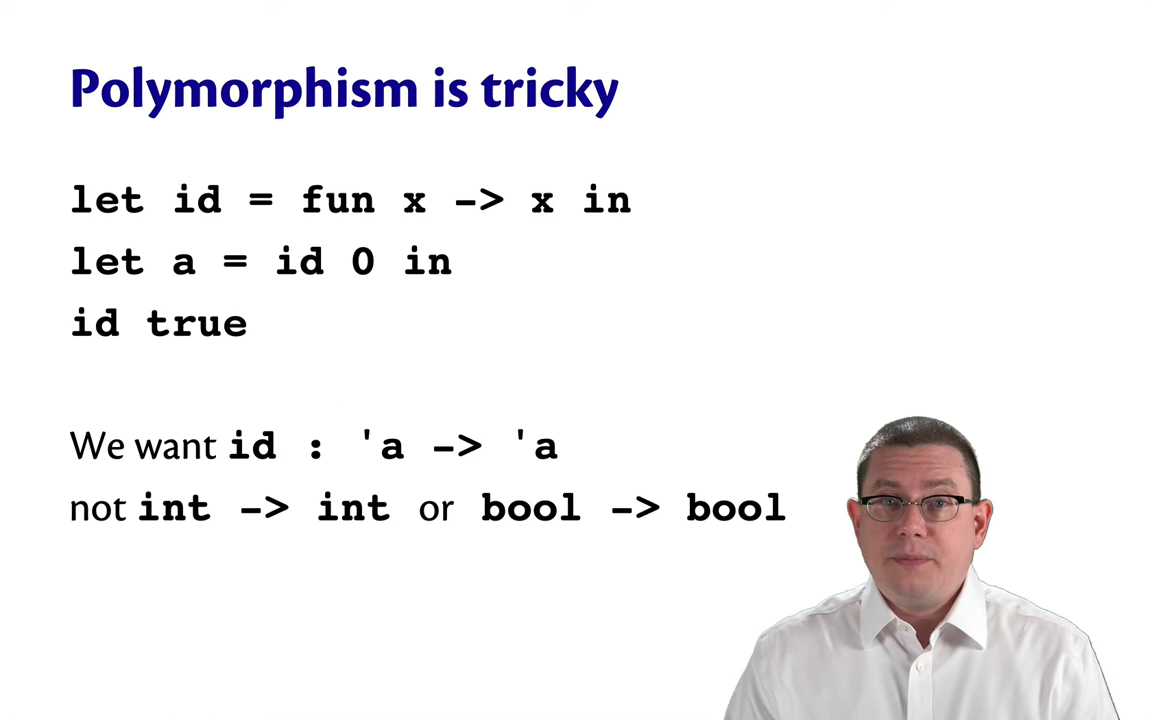 Polymorphism is tricky
let id = fun x -> x in
let a = id 0 in
id true
We want id : 'a -> 'a
not int -> int or bool -> bool